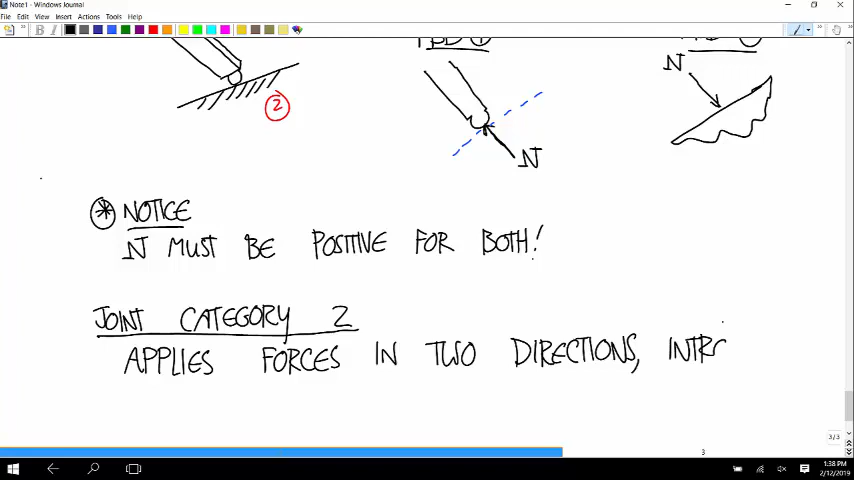 Note1 - Windows Journal
File Edit View Insert Actions Tools Help
B I
2
N
N
* NOTICE
N MUST BE POSITIVE FOR BOTH!
JOINT CATEGORY 2
APPLIES FORCES IN TWO DIRECTIONS, INTRS
3/3
3
1:38 PM
2/12/2019